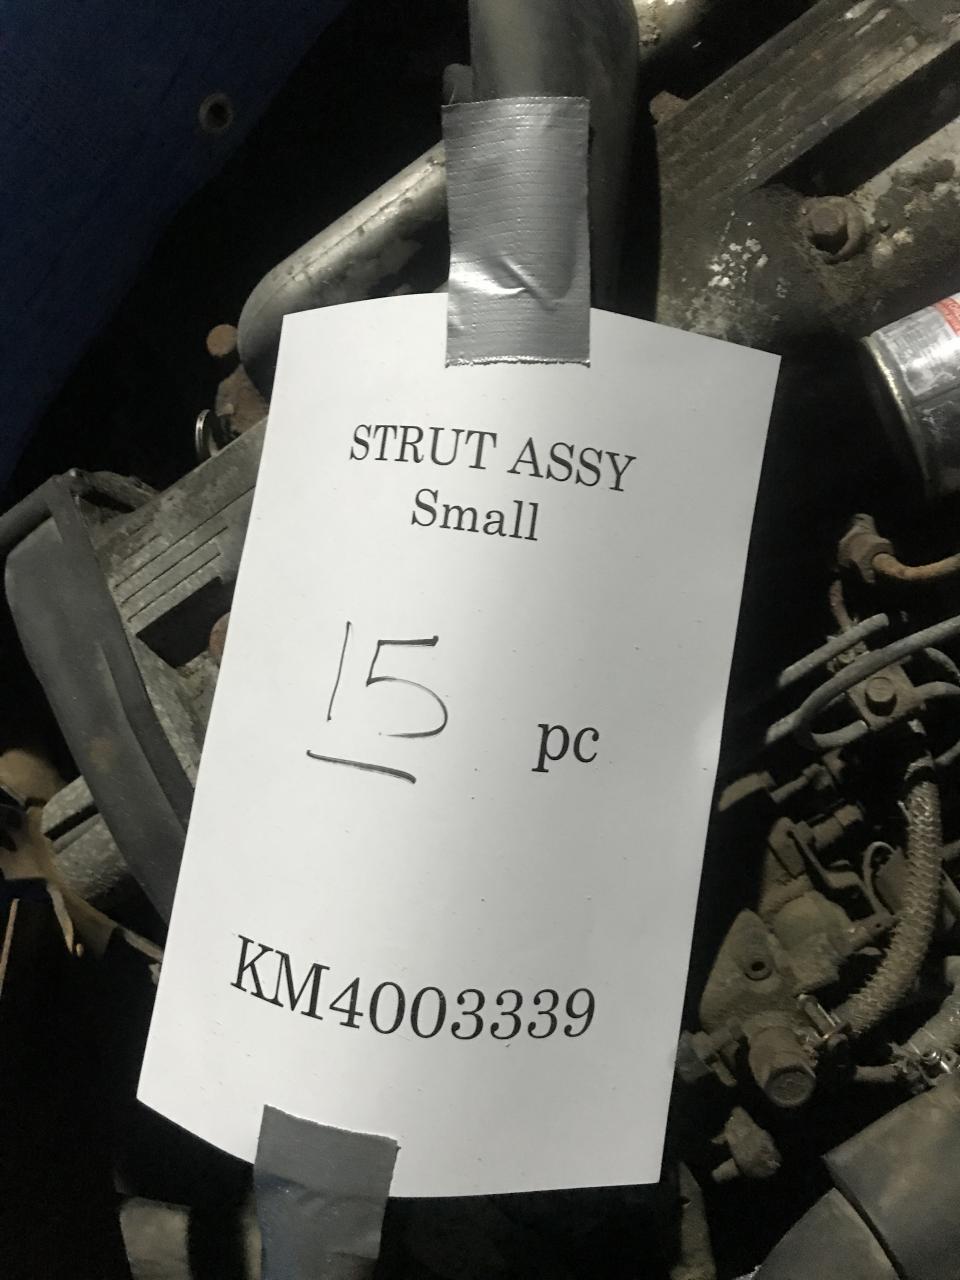 STRUT ASSY
Small
15 pc
KM4003339